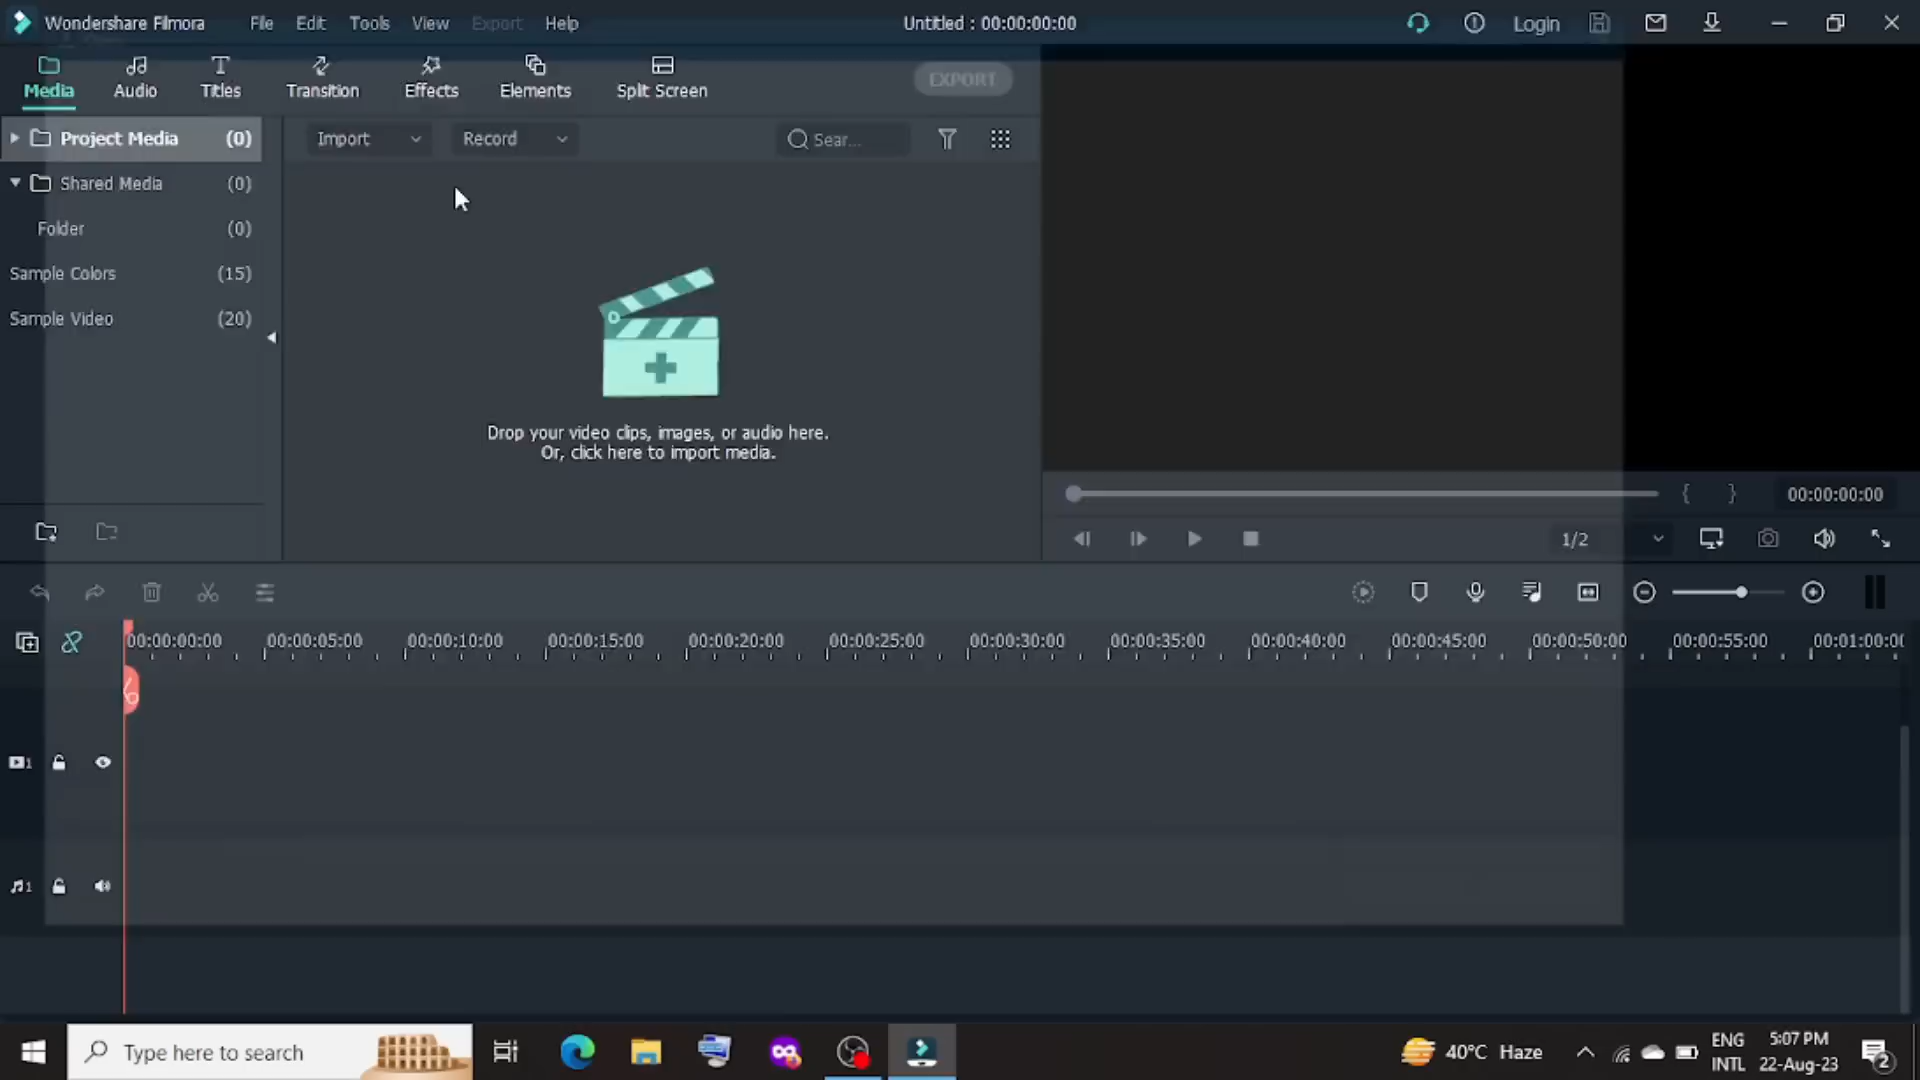 Wondershare Filmora File Edit Tools View Export Help Untitled : 00:00:00:00 Login
Media Audio Titles Transition Effects Elements Split Screen EXPORT
Project Media (0)
Shared Media (0)
Folder (0)
Sample Colors (15)
Sample Video (20)
Import Record Sear...
Drop your video clips, images, or audio here.
Or, click here to import media.
{ } 00:00:00:00
1/2
00:00:00:00 00:00:05:00 00:00:10:00 00:00:15:00 00:00:20:00 00:00:25:00 00:00:30:00 00:00:35:00 00:00:40:00 00:00:45:00 00:00:50:00 00:00:55:00 00:01:00:0
1
1
Type here to search 40°C Haze ENG 5:07 PM
INTL 22-Aug-23 2